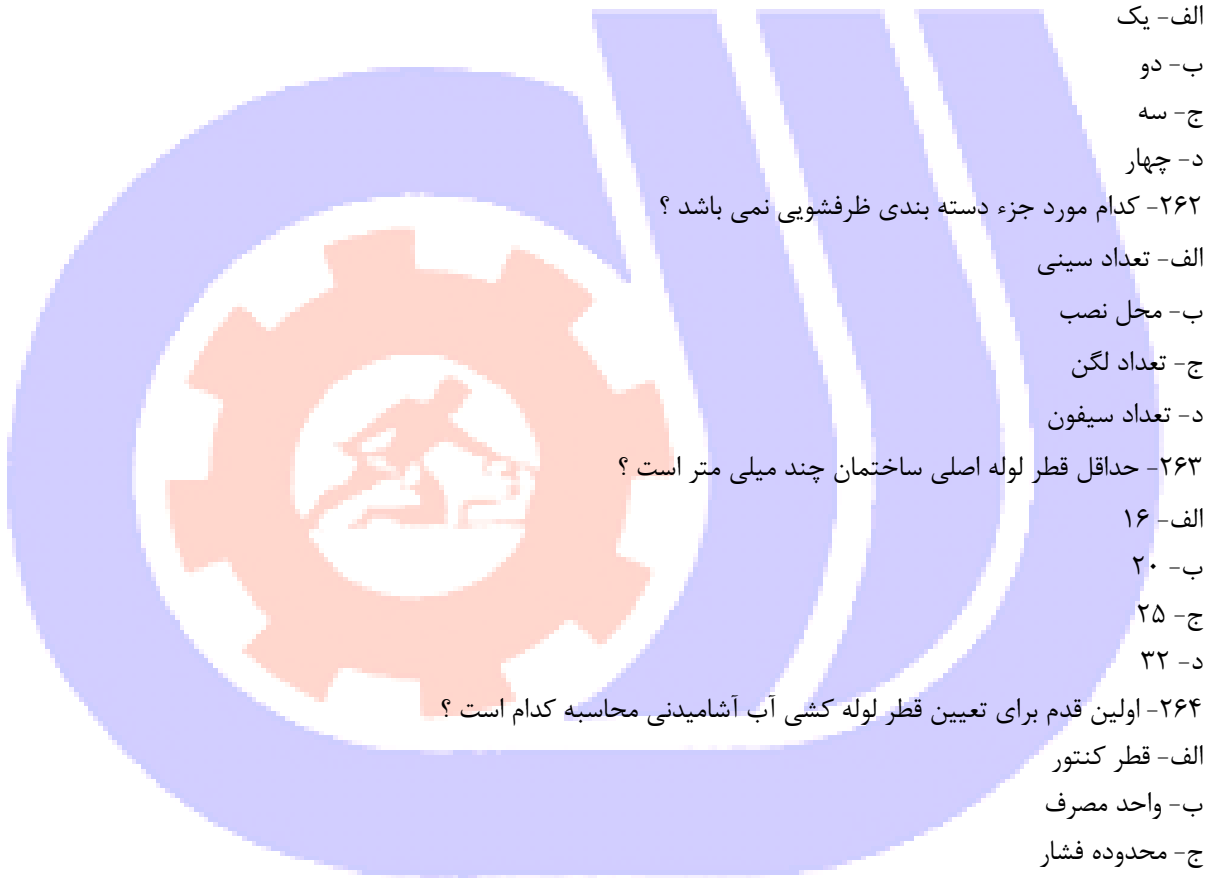 الف- یک
ب- دو
ج- سه
د- چهار
۲۶۲- کدام مورد جزء دسته بندی ظرفشویی نمی باشد ؟
الف- تعداد سینی
ب- محل نصب
ج- تعداد لگن
د- تعداد سیفون
۲۶۳- حداقل قطر لوله اصلی ساختمان چند میلی متر است ؟
الف- ۱۶
ب- ۲۰
ج- ۲۵
د- ۳۲
۲۶۴- اولین قدم برای تعیین قطر لوله کشی آب آشامیدنی محاسبه کدام است ؟
الف- قطر کنتور
ب- واحد مصرف
ج- محدوده فشار